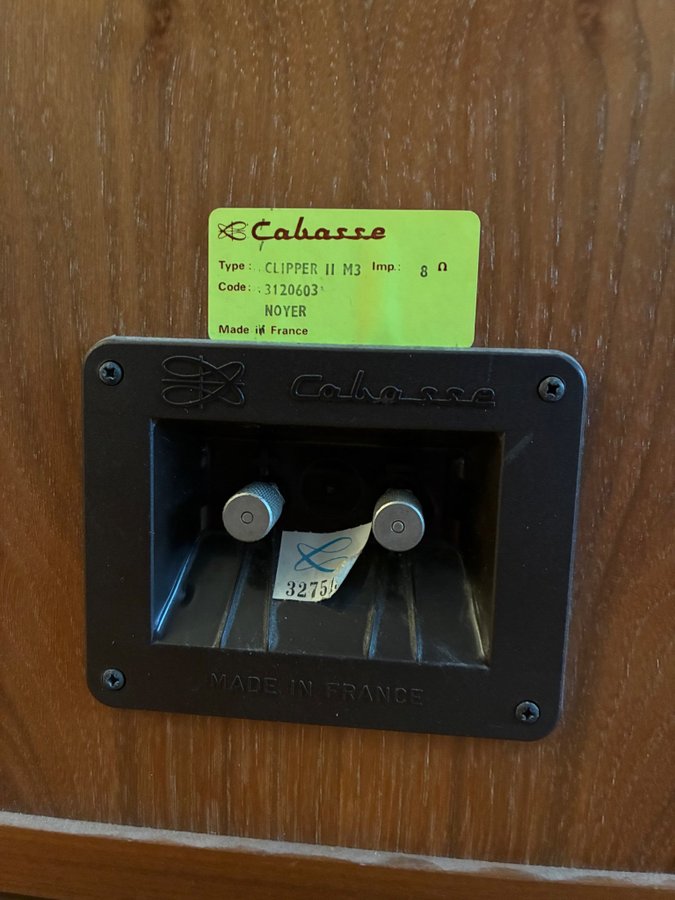 Cabasse
Type: CLIPPER II M3 Imp.: 8 Ω
Code: 3120603
NOYER
Made in France
Cabasse
3275
MADE IN FRANCE